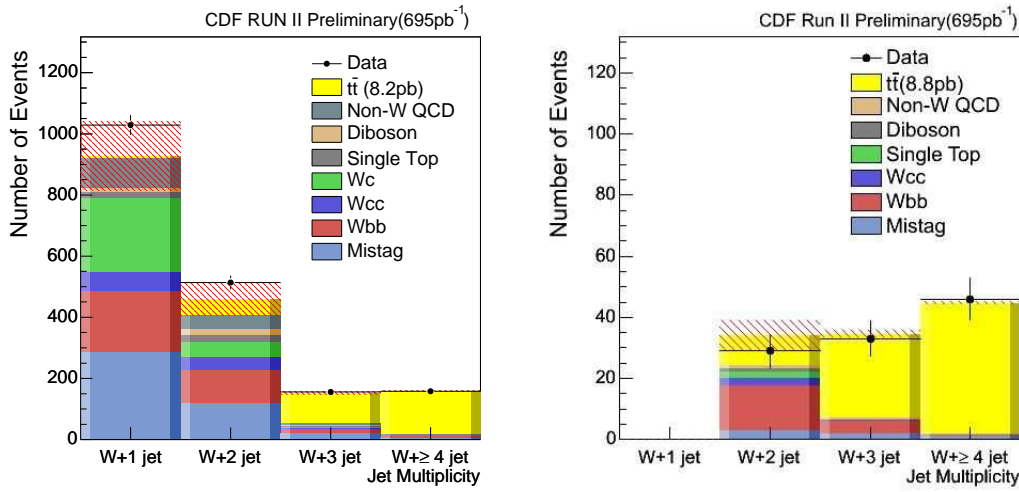 CDF RUN II Preliminary(695pb⁻¹)
Number of Events
1200
1000
800
600
400
200
0
Data
tt̄ (8.2pb)
Non-W QCD
Diboson
Single Top
Wc
Wcc
Wbb
Mistag
W+1 jet
W+2 jet
W+3 jet
W+≥ 4 jet
Jet Multiplicity
CDF Run II Preliminary(695pb⁻¹)
Number of Events
120
100
80
60
40
20
0
Data
tt̄(8.8pb)
Non-W QCD
Diboson
Single Top
Wcc
Wbb
Mistag
W+1 jet
W+2 jet
W+3 jet
W+≥ 4 jet
Jet Multiplicity